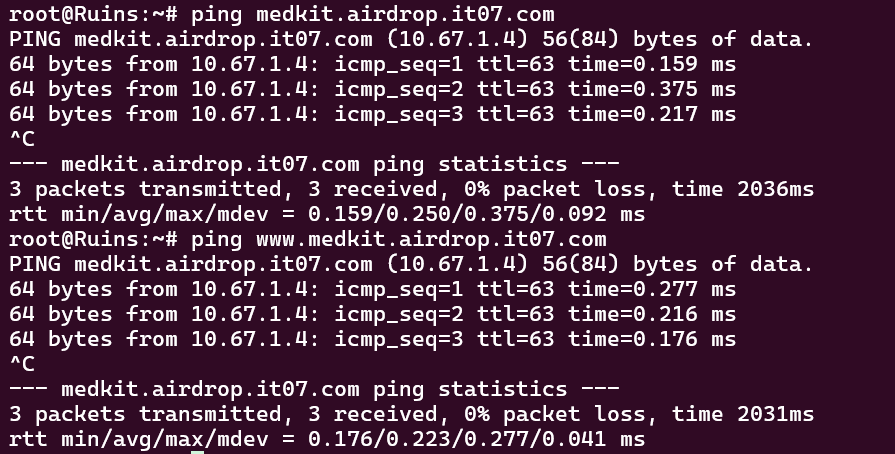 root@Ruins:~# ping medkit.airdrop.it07.com
PING medkit.airdrop.it07.com (10.67.1.4) 56(84) bytes of data.
64 bytes from 10.67.1.4: icmp_seq=1 ttl=63 time=0.159 ms
64 bytes from 10.67.1.4: icmp_seq=2 ttl=63 time=0.375 ms
64 bytes from 10.67.1.4: icmp_seq=3 ttl=63 time=0.217 ms
^C
--- medkit.airdrop.it07.com ping statistics ---
3 packets transmitted, 3 received, 0% packet loss, time 2036ms
rtt min/avg/max/mdev = 0.159/0.250/0.375/0.092 ms
root@Ruins:~# ping www.medkit.airdrop.it07.com
PING medkit.airdrop.it07.com (10.67.1.4) 56(84) bytes of data.
64 bytes from 10.67.1.4: icmp_seq=1 ttl=63 time=0.277 ms
64 bytes from 10.67.1.4: icmp_seq=2 ttl=63 time=0.216 ms
64 bytes from 10.67.1.4: icmp_seq=3 ttl=63 time=0.176 ms
^C
--- medkit.airdrop.it07.com ping statistics ---
3 packets transmitted, 3 received, 0% packet loss, time 2031ms
rtt min/avg/max/mdev = 0.176/0.223/0.277/0.041 ms